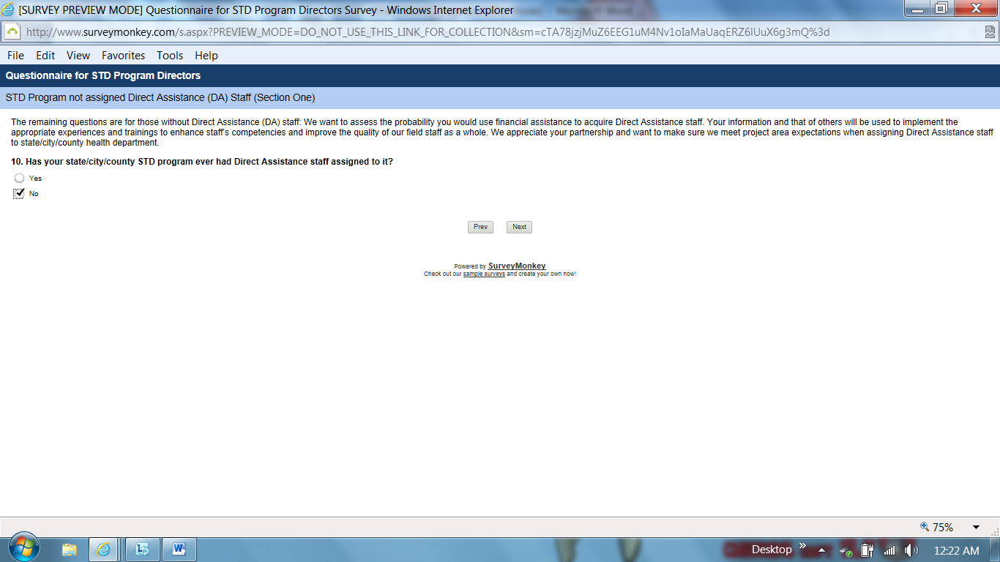 [SURVEY PREVIEW MODE] Questionnaire for STD Program Directors Survey - Windows Internet Explorer
http://www.surveymonkey.com/s.aspx?PREVIEW_MODE=DO_NOT_USE_THIS_LINK_FOR_COLLECTION&sm=cTA78jzjMuZ6EEG1uM4Nv1oIaMaUaqERZ6lUuX6g3mQ%3d
File Edit View Favorites Tools Help
Questionnaire for STD Program Directors
STD Program not assigned Direct Assistance (DA) Staff (Section One)
The remaining questions are for those without Direct Assistance (DA) staff: We want to assess the probability you would use financial assistance to acquire Direct Assistance staff. Your information and that of others will be used to implement the
appropriate experiences and trainings to enhance staff's competencies and improve the quality of our field staff as a whole. We appreciate your partnership and want to make sure we meet project area expectations when assigning Direct Assistance staff
to state/city/county health department.
10. Has your state/city/county STD program ever had Direct Assistance staff assigned to it?
Yes
No
Prev Next
Powered by SurveyMonkey
Check out our sample surveys and create your own now!
75%
Desktop » 12:22 AM